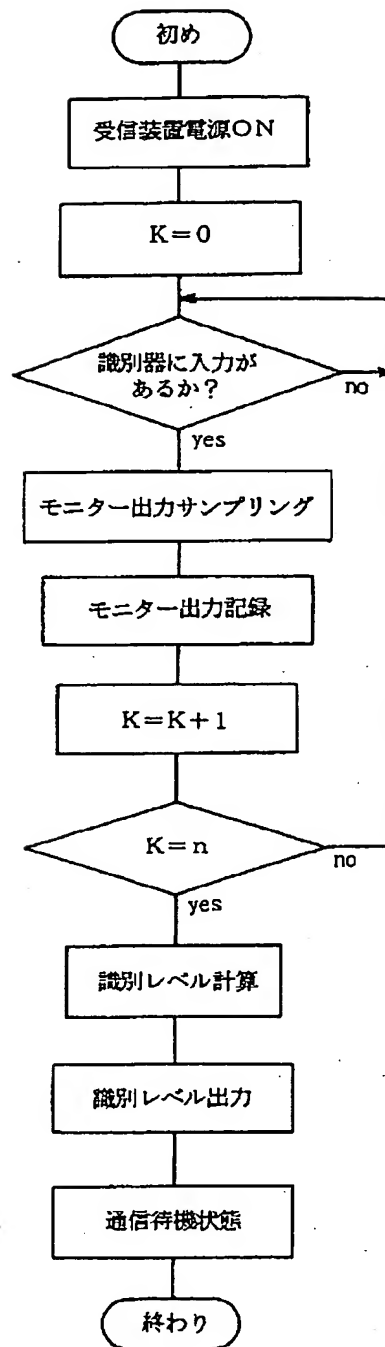 初め
受信装置電源ON
K=0
識別器に入力が
あるか？
no
yes
モニター出力サンプリング
モニター出力記録
K=K+1
K=n
no
yes
識別レベル計算
識別レベル出力
通信待機状態
終わり